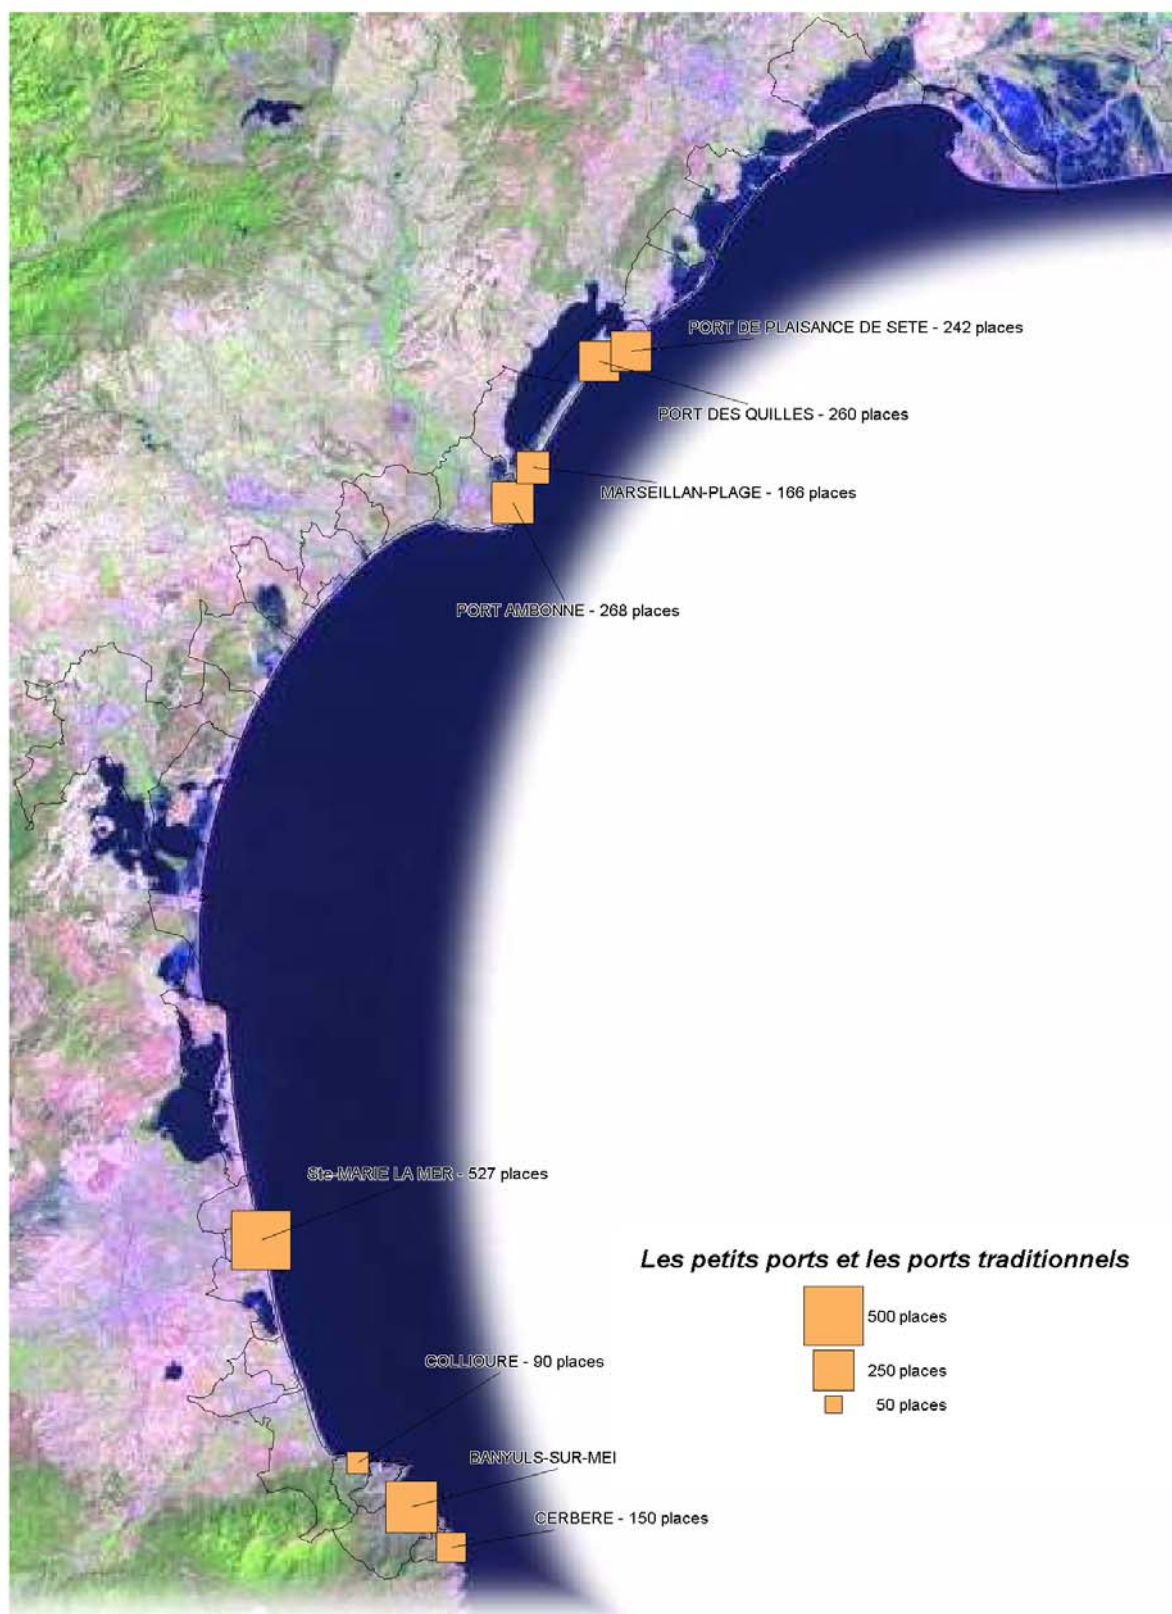 PORT DE PLAISANCE DE SETE - 242 places
PORT DES QUILLES - 260 places
MARSEILLAN-PLAGE - 166 places
PORT AMBONNE - 268 places
Ste-MARIE LA MER - 527 places
Les petits ports et les ports traditionnels
500 places
250 places
50 places
COLLIOURE - 90 places
BANYULS-SUR-MEI
CERBERE - 150 places